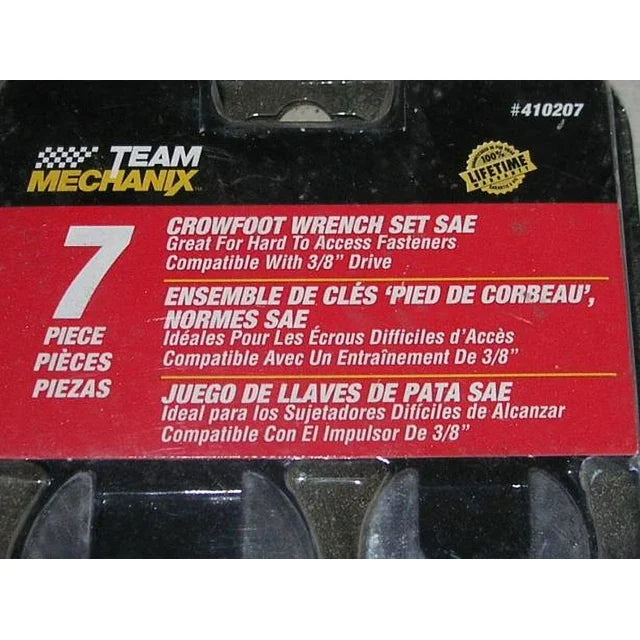 #410207
TEAM
MECHANIX
100%
LIFETIME
WARRANTY
7
PIECE
PIÈCES
PIEZAS
CROWFOOT WRENCH SET SAE
Great For Hard To Access Fasteners
Compatible With 3/8" Drive
ENSEMBLE DE CLÉS 'PIED DE CORBEAU',
NORMES SAE
Idéales Pour Les Écrous Difficiles d'Accès
Compatible Avec Un Entraînement De 3/8"
JUEGO DE LLAVES DE PATA SAE
Ideal para los Sujetadores Difíciles de Alcanzar
Compatible Con El Impulsor De 3/8"